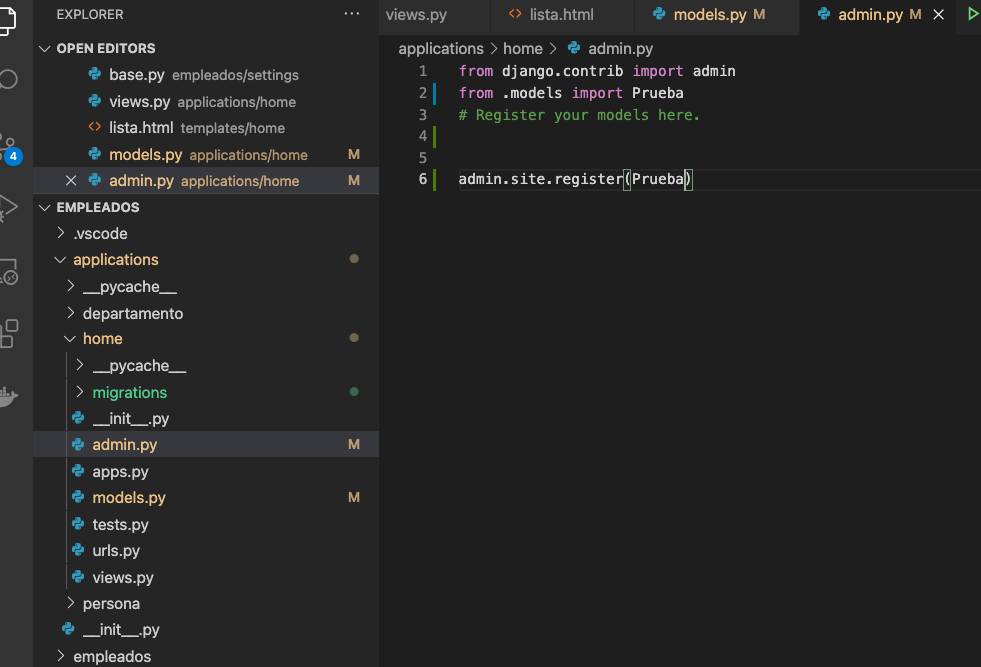 EXPLORER ...
views.py <> lista.html models.py M admin.py M ×
OPEN EDITORS
base.py empleados/settings
views.py applications/home
<> lista.html templates/home
models.py applications/home M
× admin.py applications/home M
EMPLEADOS
> .vscode
applications
> __pycache__
> departamento
home
> __pycache__
> migrations
__init__.py
admin.py M
apps.py
models.py M
tests.py
urls.py
views.py
> persona
__init__.py
> empleados
4
applications > home > admin.py
1 from django.contrib import admin
2 from .models import Prueba
3 # Register your models here.
4
5
6 admin.site.register(Prueba)